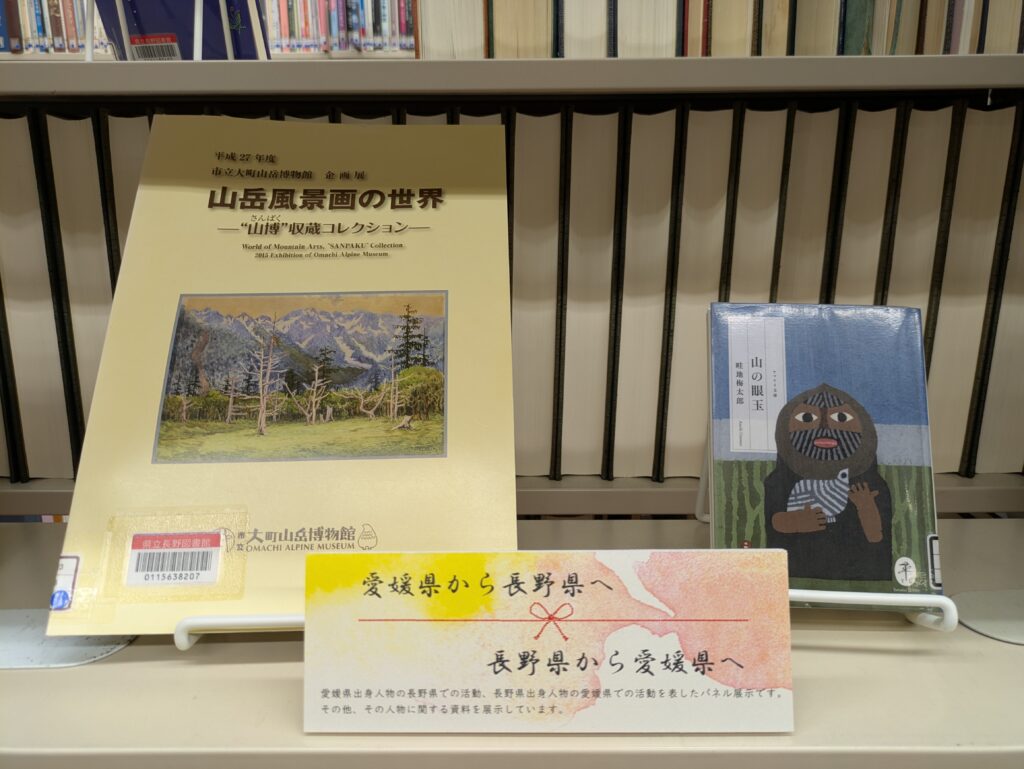 平成27年度
市立大町山岳博物館 企画展
山岳風景画の世界
さんぱく
―“山博”収蔵コレクション―
World of Mountain Arts, "SANPAKU" Collection
2015 Exhibition of Omachi Alpine Museum
県立長野図書館
0115638207
市立大町山岳博物館
OMACHI ALPINE MUSEUM
ヤマケイ文庫
山の眼玉
畦地梅太郎
愛媛県から長野県へ
長野県から愛媛県へ
愛媛県出身人物の長野県での活動、長野県出身人物の愛媛県での活動を表したパネル展示です。
その他、その人物に関する資料を展示しています。